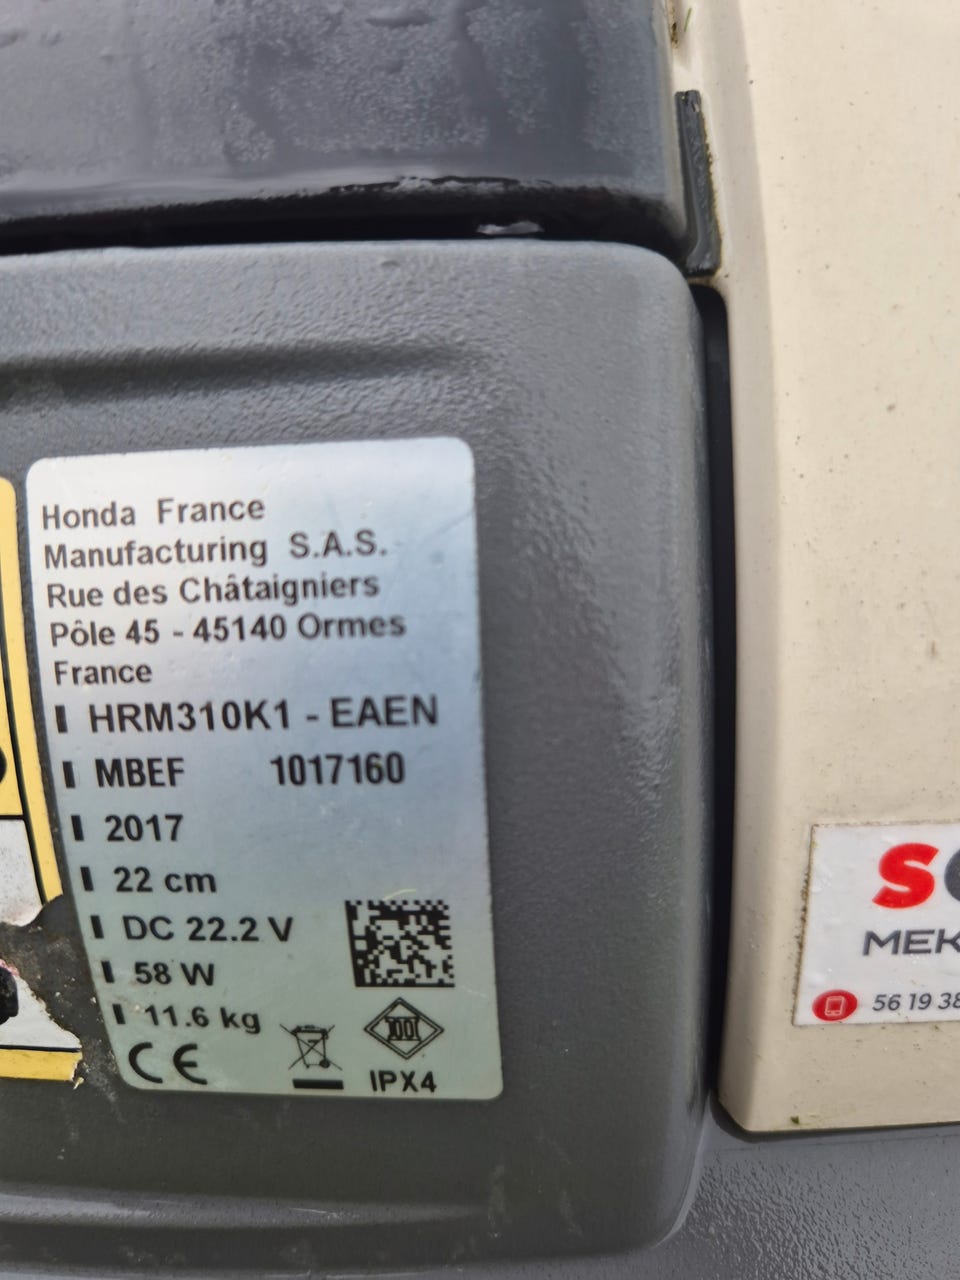 Honda France
Manufacturing S.A.S.
Rue des Châtaigniers
Pôle 45 - 45140 Ormes
France
HRM310K1 - EAEN
MBEF 1017160
2017
22 cm
DC 22.2 V
58 W
11.6 kg
CE
III
IPX4
S
MEK
56 19 38